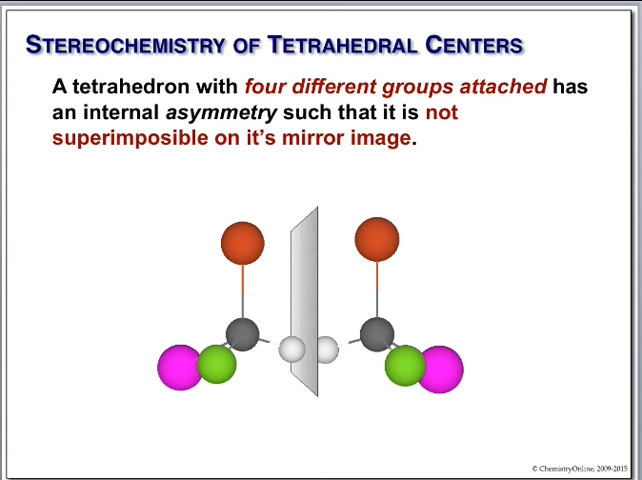 STEREOCHEMISTRY OF TETRAHEDRAL CENTERS
A tetrahedron with four different groups attached has
an internal asymmetry such that it is not
superimposible on it's mirror image.
© ChemistryOnline, 2009-2015